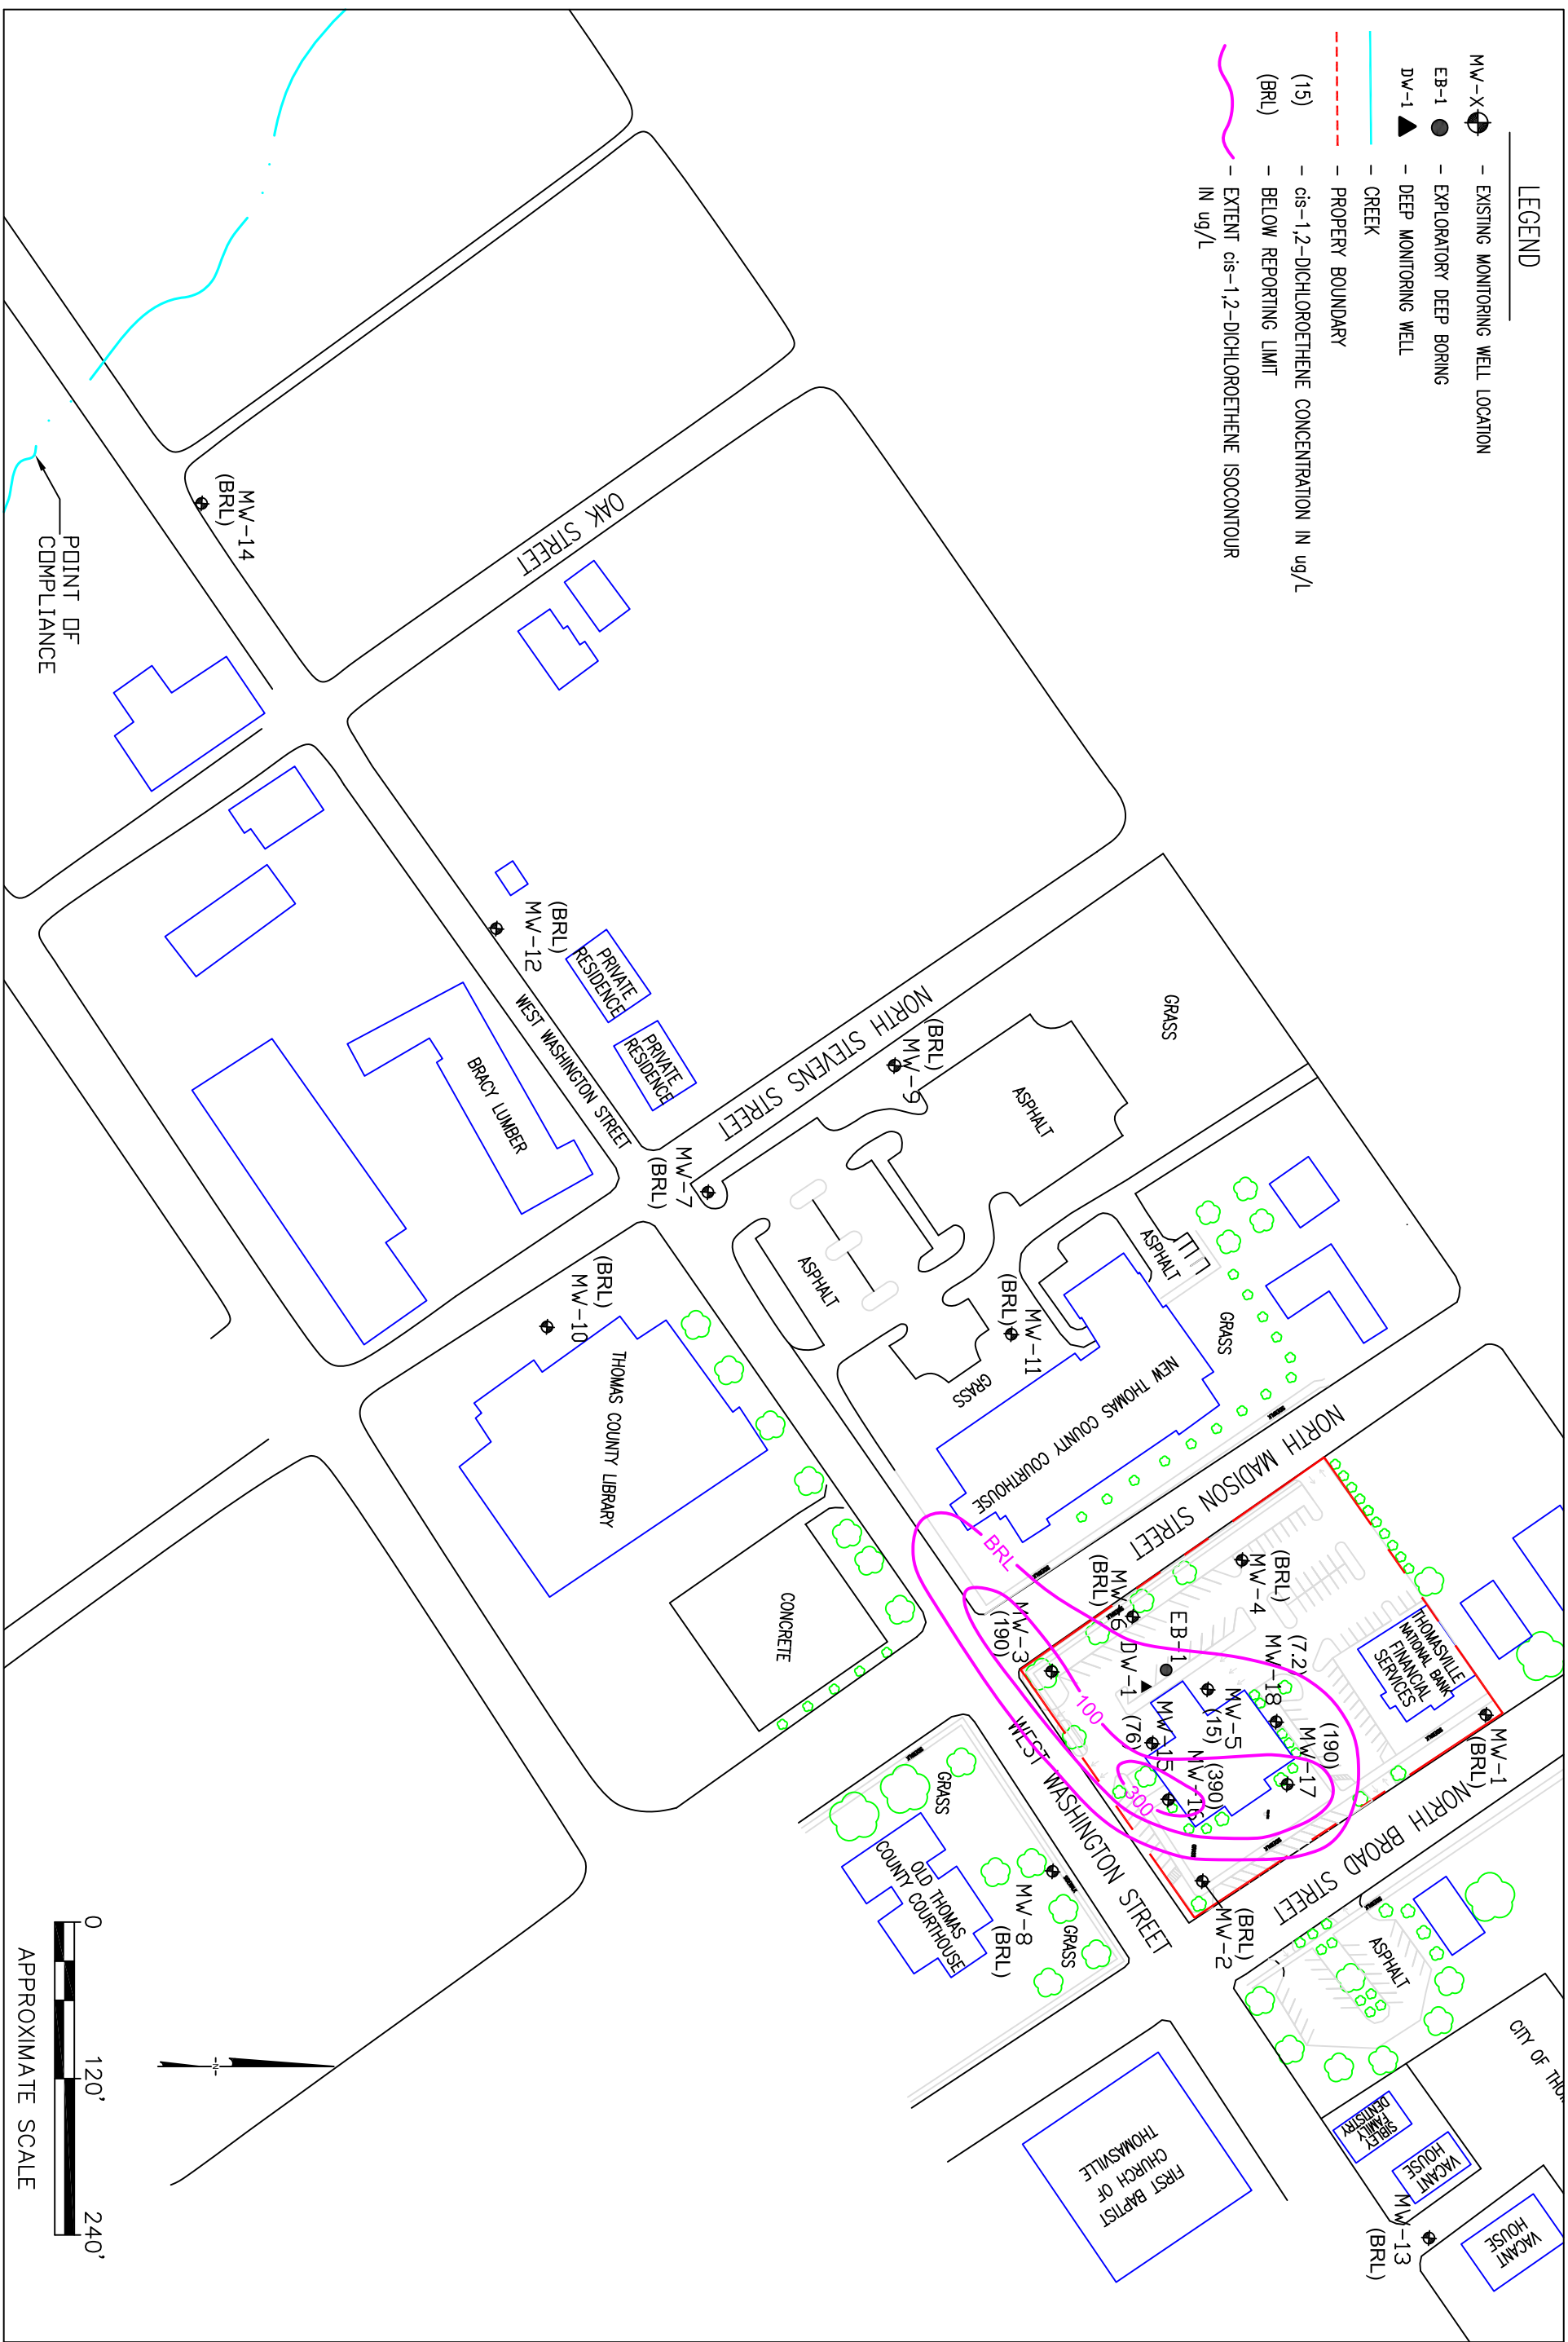 LEGEND
MW-X - EXISTING MONITORING WELL LOCATION
EB-1 - EXPLORATORY DEEP BORING
DW-1 - DEEP MONITORING WELL
- CREEK
- PROPERY BOUNDARY
(15) - cis-1,2-DICHLOROETHENE CONCENTRATION IN ug/L
(BRL) - BELOW REPORTING LIMIT
- EXTENT cis-1,2-DICHLOROETHENE ISOCONTOUR
IN ug/L
CITY OF
SIBLEY
FAMILY
DENTISTRY
VACANT
HOUSE
VACANT
HOUSE
MW-13
(BRL)
ASPHALT
THOMASVILLE
NATIONAL BANK
FINANCIAL
SERVICES
MW-1
(BRL)
NORTH BROAD STREET
NORTH MADISON STREET
(BRL)
MW-4
(7.2)
MW-18
(190)
MW-17
EB-1
MW-5
(15)
MW-6
(BRL)
DW-1
MW-15
(76)
(390)
MW-16
(BRL)
MW-2
MW-3
(190)
BRL
100
300
WEST WASHINGTON STREET
GRASS
ASPHALT
GRASS
ASPHALT
NEW THOMAS COUNTY COURTHOUSE
MW-11
(BRL)
GRASS
ASPHALT
(BRL)
MW-9
NORTH STEVENS STREET
MW-7
(BRL)
FIRST BAPTIST
CHURCH OF
THOMASVILLE
GRASS
MW-8
(BRL)
OLD THOMAS
COUNTY COURTHOUSE
GRASS
CONCRETE
THOMAS COUNTY LIBRARY
(BRL)
MW-10
PRIVATE
RESIDENCE
PRIVATE
RESIDENCE
WEST WASHINGTON STREET
(BRL)
MW-12
BRACY LUMBER
OAK STREET
MW-14
(BRL)
POINT OF
COMPLIANCE
-N-
0 120' 240'
APPROXIMATE SCALE